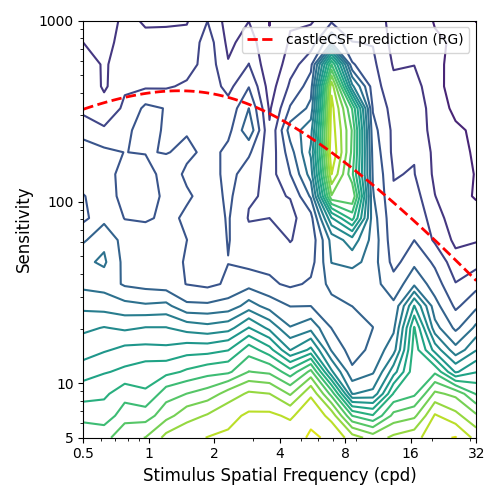 1000
castleCSF prediction (RG)
Sensitivity
100
10
5
0.5 1 2 4 8 16 32
Stimulus Spatial Frequency (cpd)